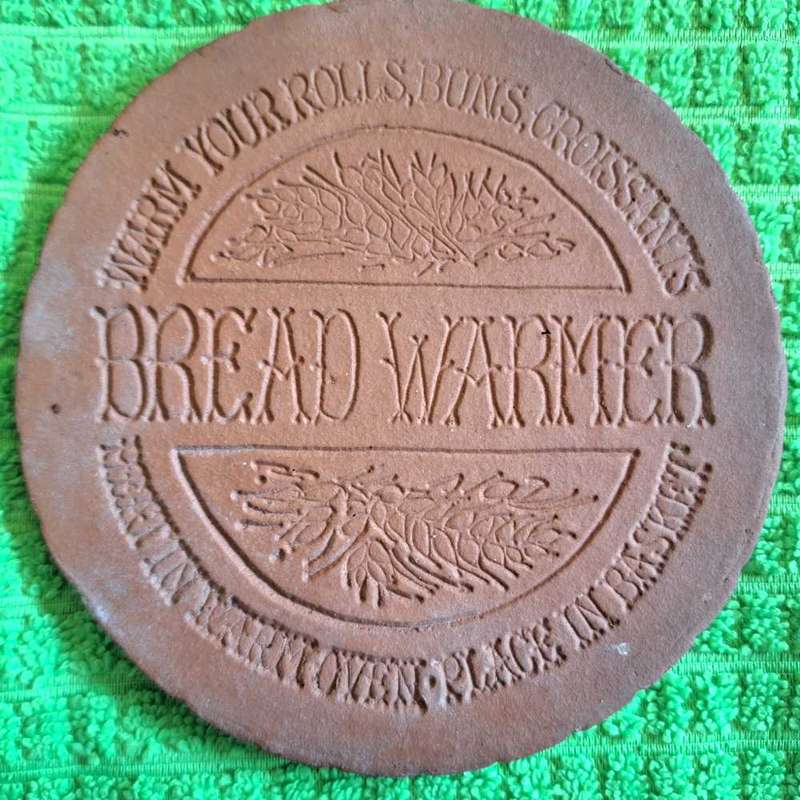 WARM YOUR ROLLS, BUNS, CROISSANTS
BREAD WARMER
HEAT IN WARM OVEN · PLACE IN BASKET